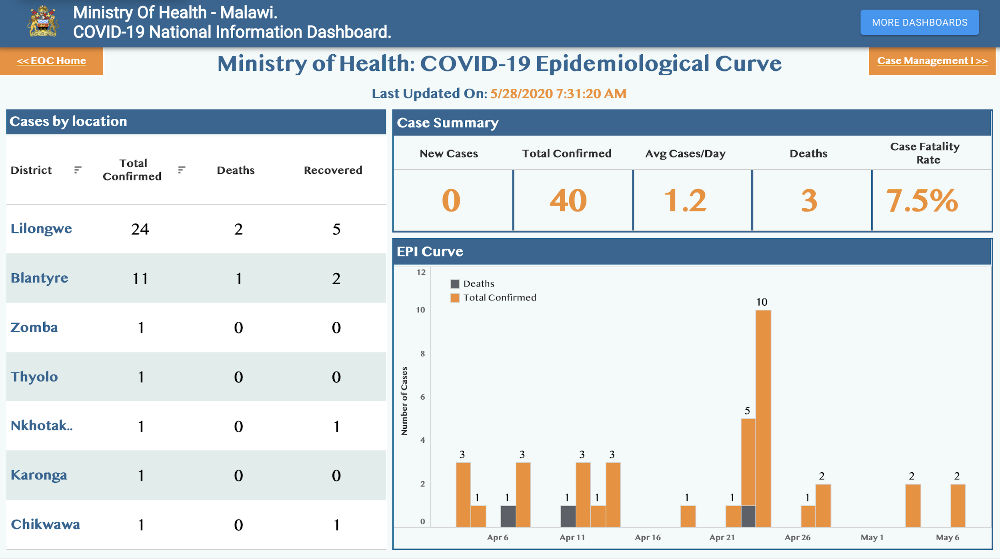 Ministry Of Health - Malawi.
COVID-19 National Information Dashboard.
MORE DASHBOARDS
<< EOC Home
Ministry of Health: COVID-19 Epidemiological Curve
Case Management I >>
Last Updated On: 5/28/2020 7:31:20 AM
Cases by location
District Total Confirmed Deaths Recovered
Lilongwe 24 2 5
Blantyre 11 1 2
Zomba 1 0 0
Thyolo 1 0 0
Nkhotak.. 1 0 1
Karonga 1 0 0
Chikwawa 1 0 1
Case Summary
New Cases Total Confirmed Avg Cases/Day Deaths Case Fatality Rate
0 40 1.2 3 7.5%
EPI Curve
Deaths
Total Confirmed
Number of Cases
12
10
8
6
4
2
0
3 1 1 3 1 3 1 3 1 1 5 10 1 2 2 2
Apr 6 Apr 11 Apr 16 Apr 21 Apr 26 May 1 May 6